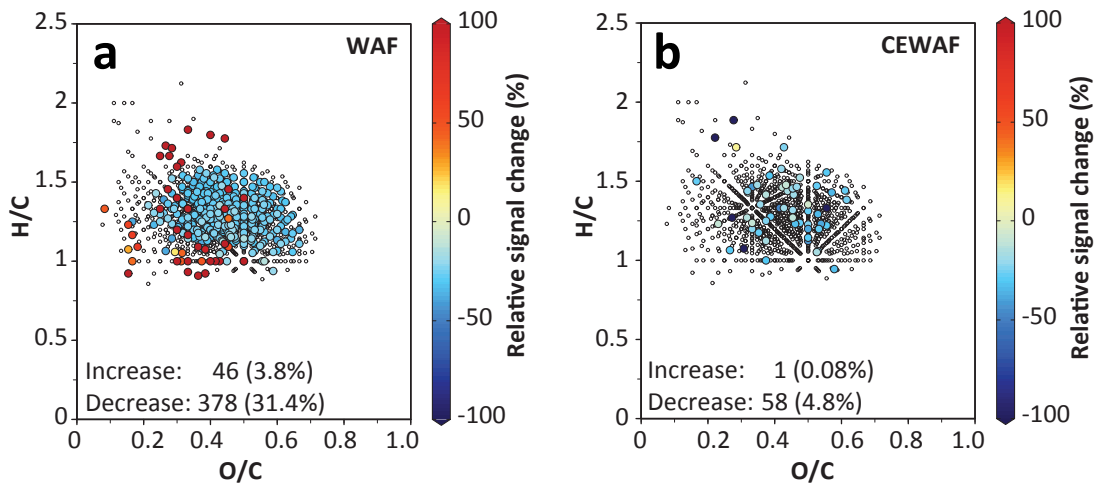 a
WAF
H/C
2.5
2
1.5
1
0.5
0
Increase: 46 (3.8%)
Decrease: 378 (31.4%)
0 0.2 0.4 0.6 0.8 1.0
O/C
100
50
0
-50
-100
Relative signal change (%)
b
CEWAF
H/C
2.5
2
1.5
1
0.5
0
Increase: 1 (0.08%)
Decrease: 58 (4.8%)
0 0.2 0.4 0.6 0.8 1.0
O/C
100
50
0
-50
-100
Relative signal change (%)